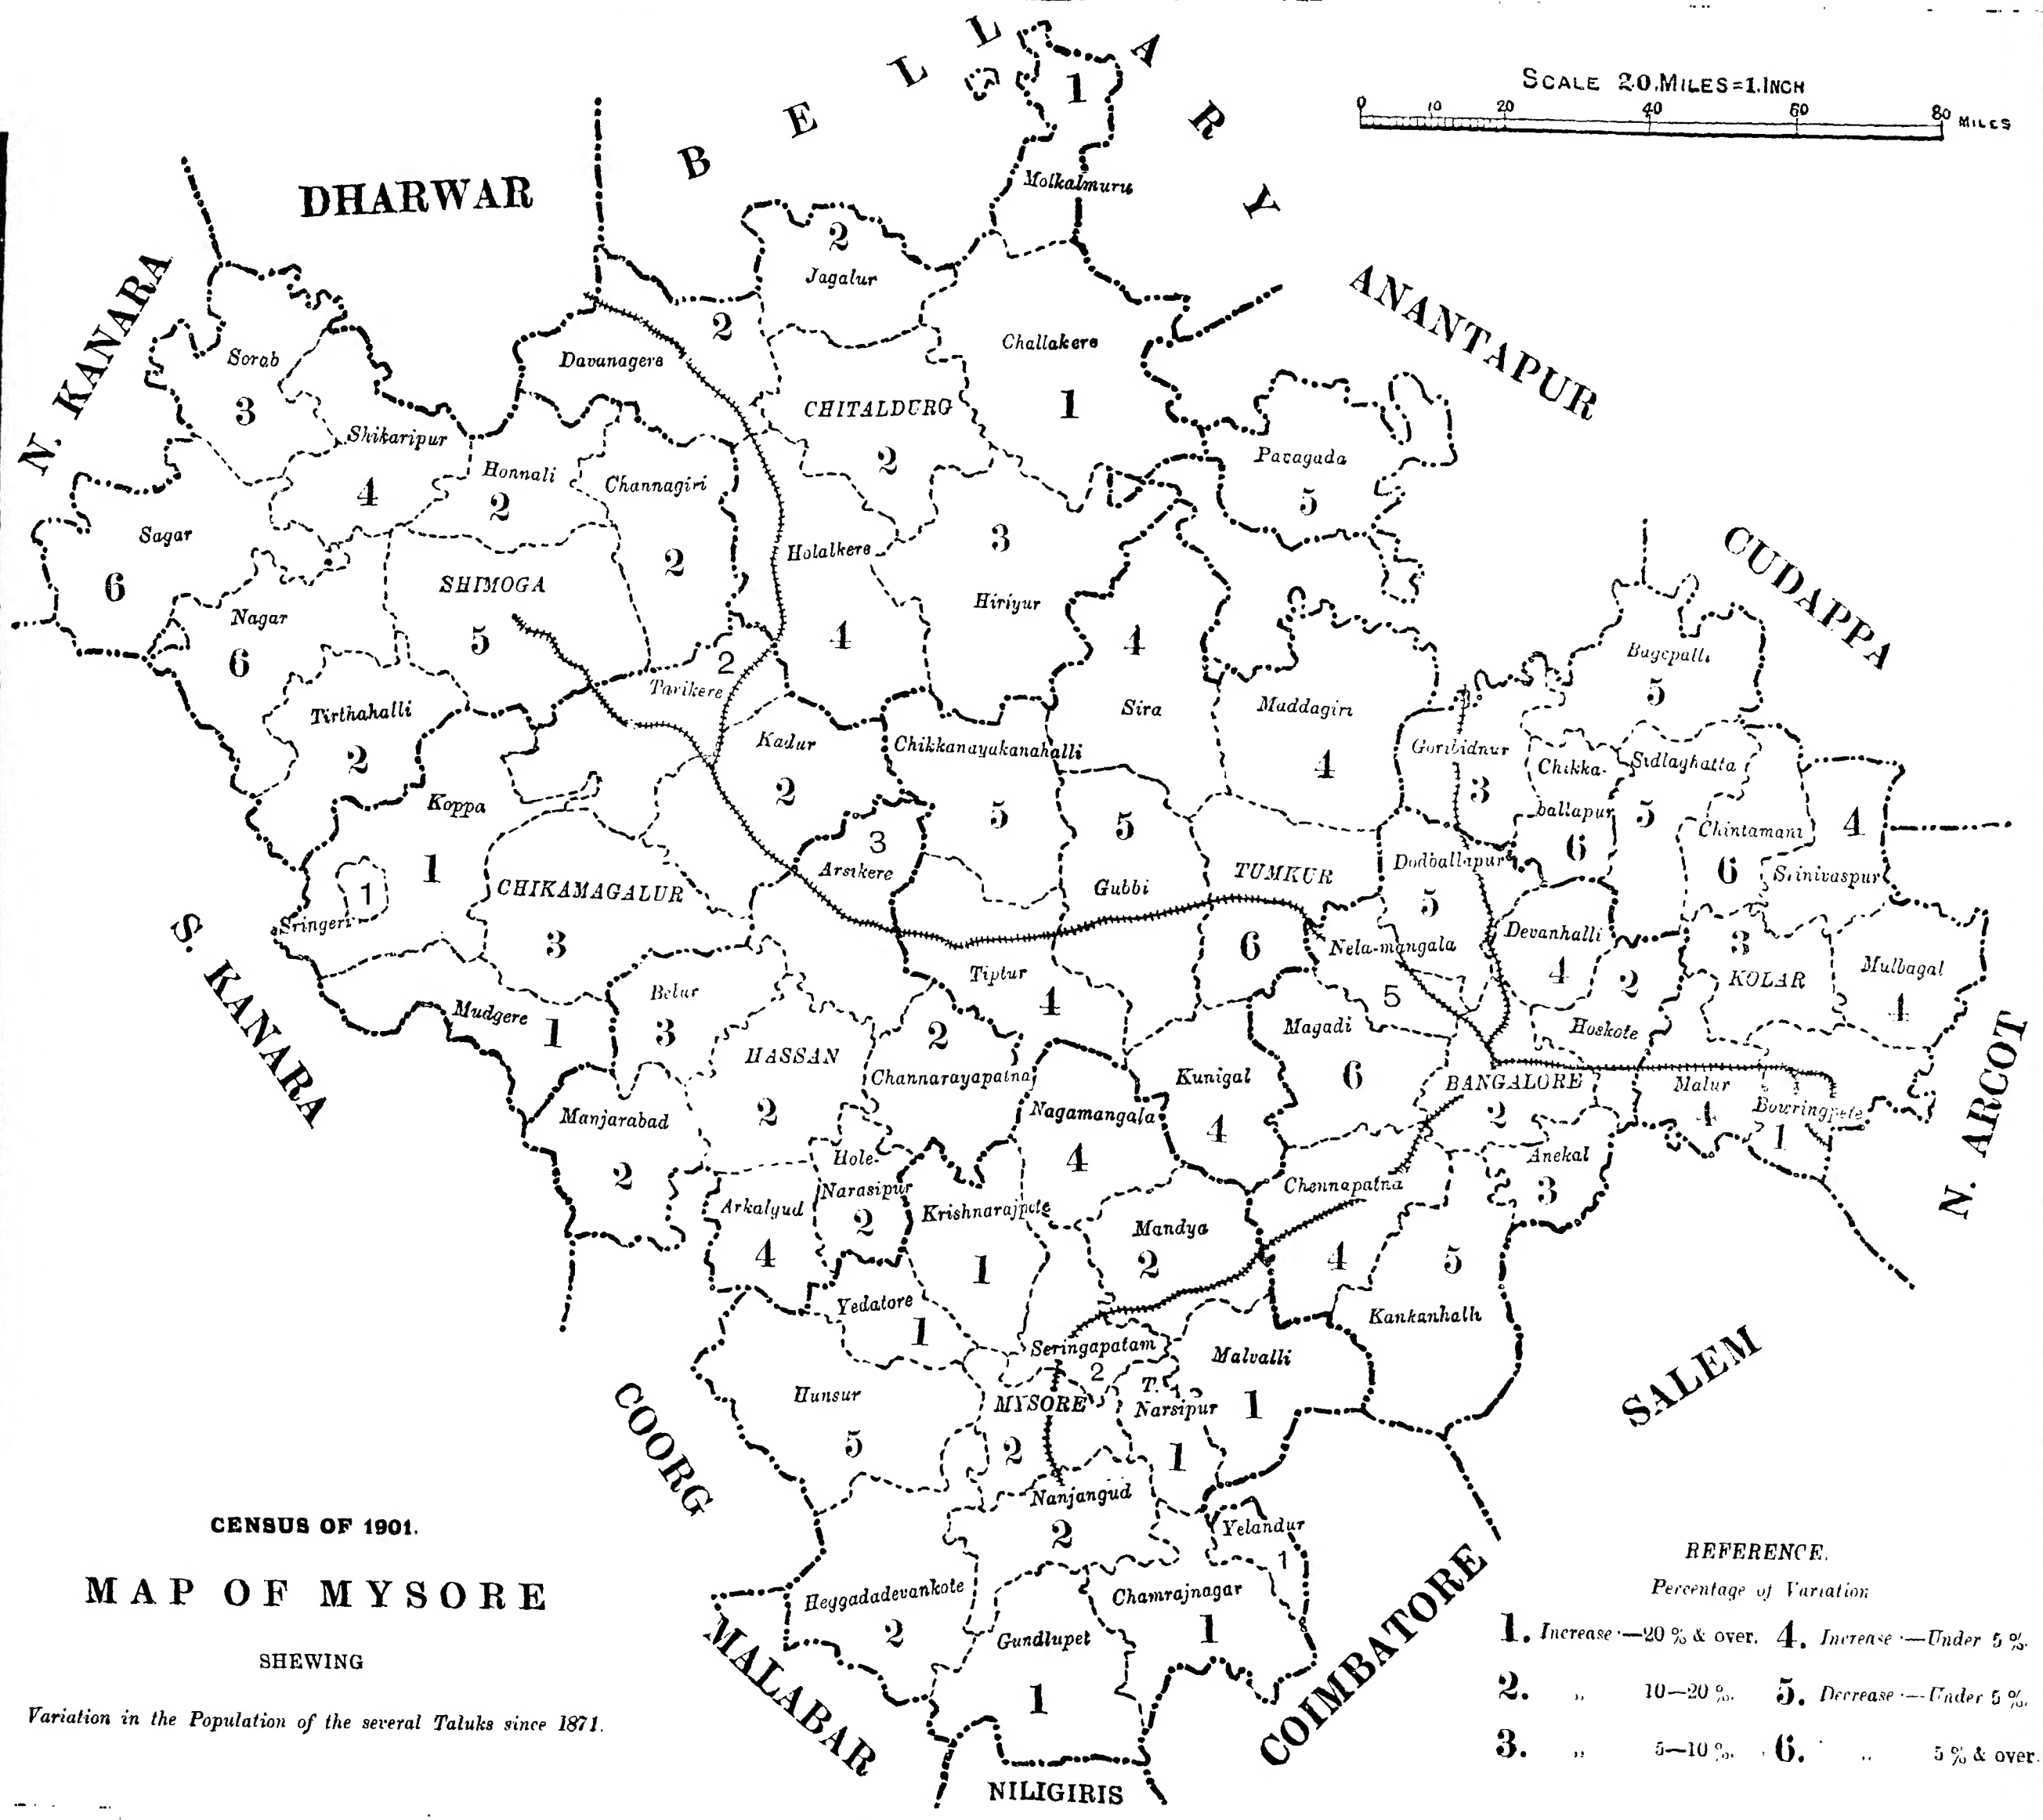 BELLARY
SCALE 20.MILES=1.INCH
0 10 20 40 60 80 MILES
DHARWAR
N. KANARA
ANANTAPUR
CUDAPPA
1
Molkalmuru
2
Jagalur
2
Davanagere
Challakere
1
Sorab
3
CHITALDURG
2
Shikaripur
4
Honnali
2
Channagiri
2
Pavagada
5
Sagar
6
Holalkere
4
3
Hiriyur
SHIMOGA
5
Nagar
6
4
Sira
Bagepalli
5
2
Tarikere
Tirthahalli
2
Maddagiri
4
Kadur
2
Chikkanayakanahalli
5
Goribidnur
3
Chikka-
ballapur
6
Sidlaghatta
5
Koppa
1
5
Gubbi
Chintamani
6
4
Srinivaspur
3
Arsikere
Dodballapur
5
TUMKUR
6
1
Sringeri
CHIKAMAGALUR
3
Nela-mangala
5
Devanhalli
4
2
Hoskote
3
KOLAR
Mulbagal
4
S. KANARA
Tiptur
4
Mudgere
1
Belur
3
HASSAN
2
2
Channarayapatna
Magadi
6
Kunigal
4
BANGALORE
2
Malur
4
Bowringpete
1
N. ARCOT
Manjarabad
2
Nagamangala
4
Anekal
3
Hole-
Narasipur
2
Arkalgud
4
Krishnarajpete
1
Chennapatna
4
Mandya
2
5
Kankanhalli
Yedatore
1
Seringapatam
2
Malvalli
1
SALEM
Hunsur
5
MYSORE
2
T.
Narsipur
1
COORG
Nanjangud
2
Yelandur
1
Heggadadevankote
2
Chamrajnagar
1
Gundlupet
1
MALABAR
COIMBATORE
NILIGIRIS
CENSUS OF 1901.
MAP OF MYSORE
SHEWING
Variation in the Population of the several Taluks since 1871.
REFERENCE.
Percentage of Variation
1. Increase:—20 % & over. 4. Increase:—Under 5 %.
2. „ 10—20 %. 5. Decrease:—Under 5 %.
3. „ 5—10 %. 6. „ 5 % & over.